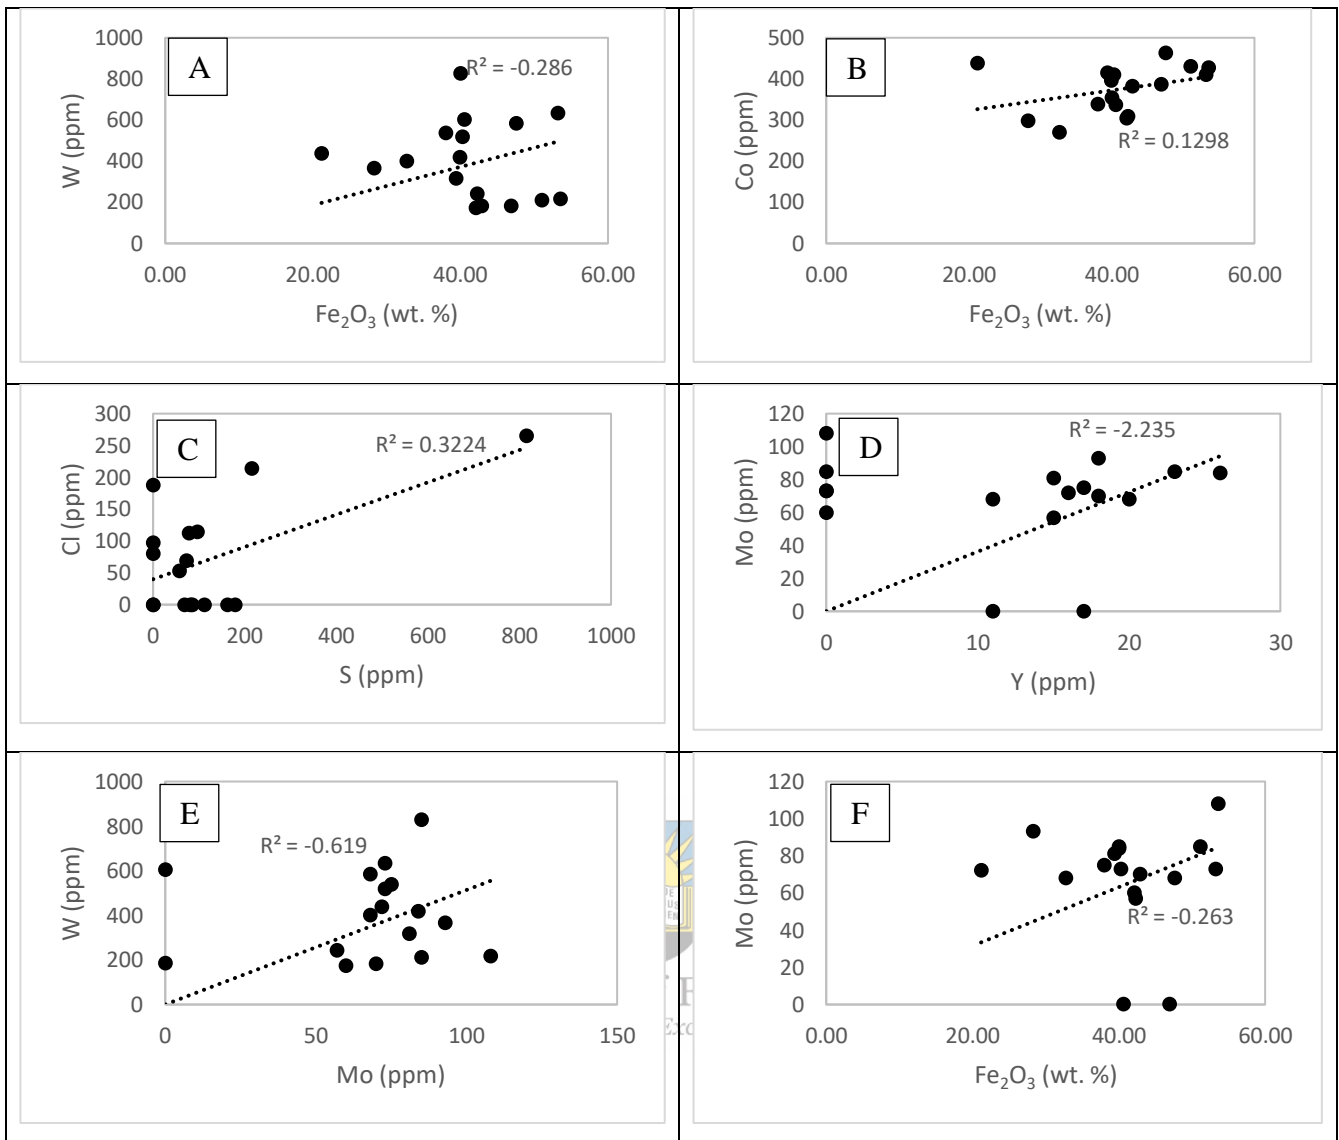 A
R² = -0.286
W (ppm)
1000
800
600
400
200
0
0.00 20.00 40.00 60.00
Fe₂O₃ (wt. %)
B
R² = 0.1298
Co (ppm)
500
400
300
200
100
0
0.00 20.00 40.00 60.00
Fe₂O₃ (wt. %)
C
R² = 0.3224
Cl (ppm)
300
250
200
150
100
50
0
0 200 400 600 800 1000
S (ppm)
D
R² = -2.235
Mo (ppm)
120
100
80
60
40
20
0
0 10 20 30
Y (ppm)
E
R² = -0.619
W (ppm)
1000
800
600
400
200
0
0 50 100 150
Mo (ppm)
F
R² = -0.263
Mo (ppm)
120
100
80
60
40
20
0
0.00 20.00 40.00 60.00
Fe₂O₃ (wt. %)